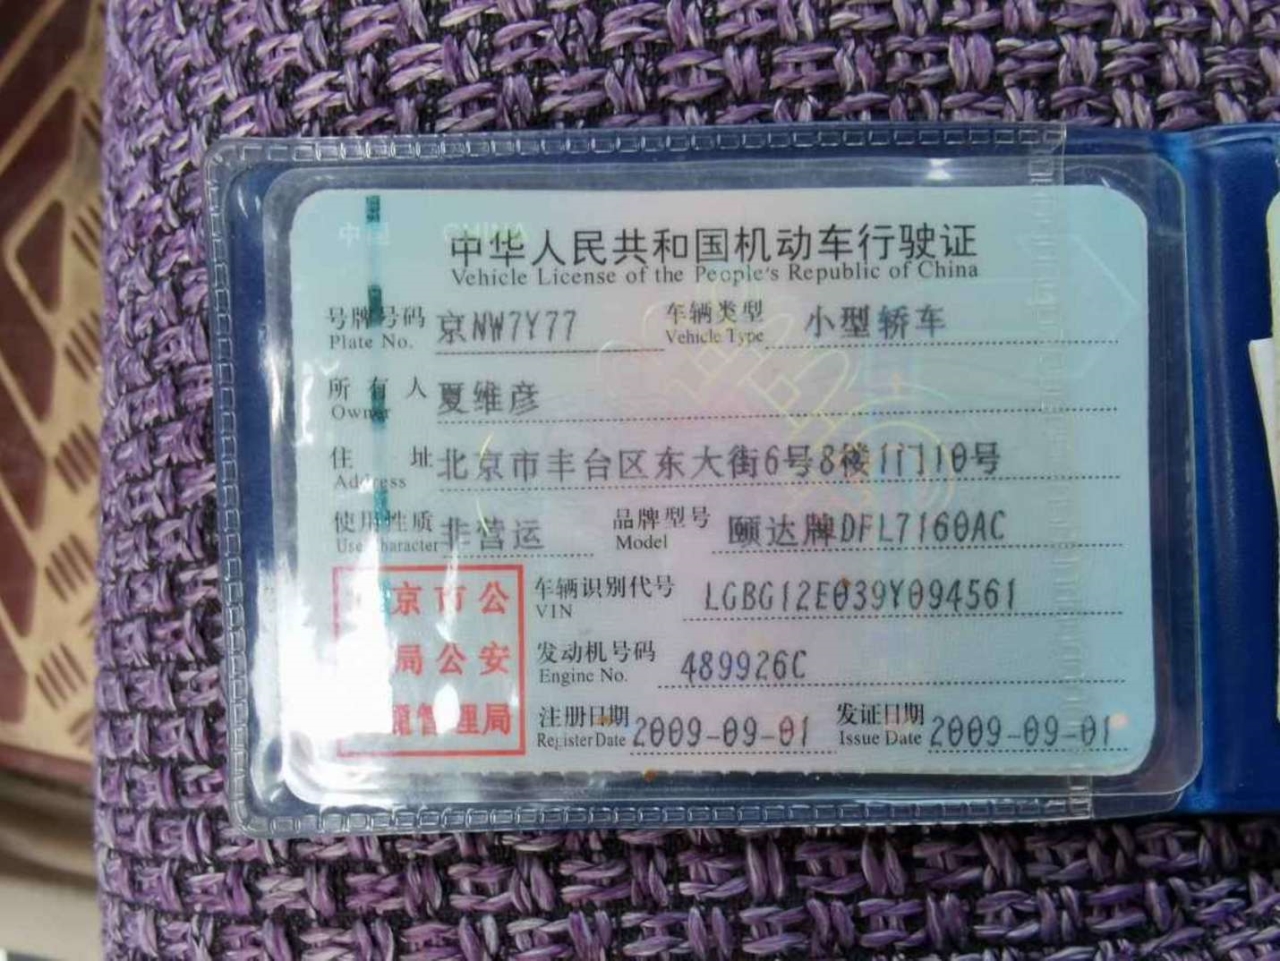 中国 CHINA
中华人民共和国机动车行驶证
Vehicle License of the People's Republic of China
号牌号码 京NW7Y77 车辆类型 小型轿车
Plate No. Vehicle Type
所有人 夏维彦
Owner
住址 北京市丰台区东大街6号8楼1门110号
Address
使用性质 非营运 品牌型号 颐达牌DFL7160AC
Use Character Model
京市公
局公安
管理局
车辆识别代号 LGBG12E039Y094561
VIN
发动机号码 489926C
Engine No.
注册日期 2009-09-01 发证日期 2009-09-01
Register Date Issue Date